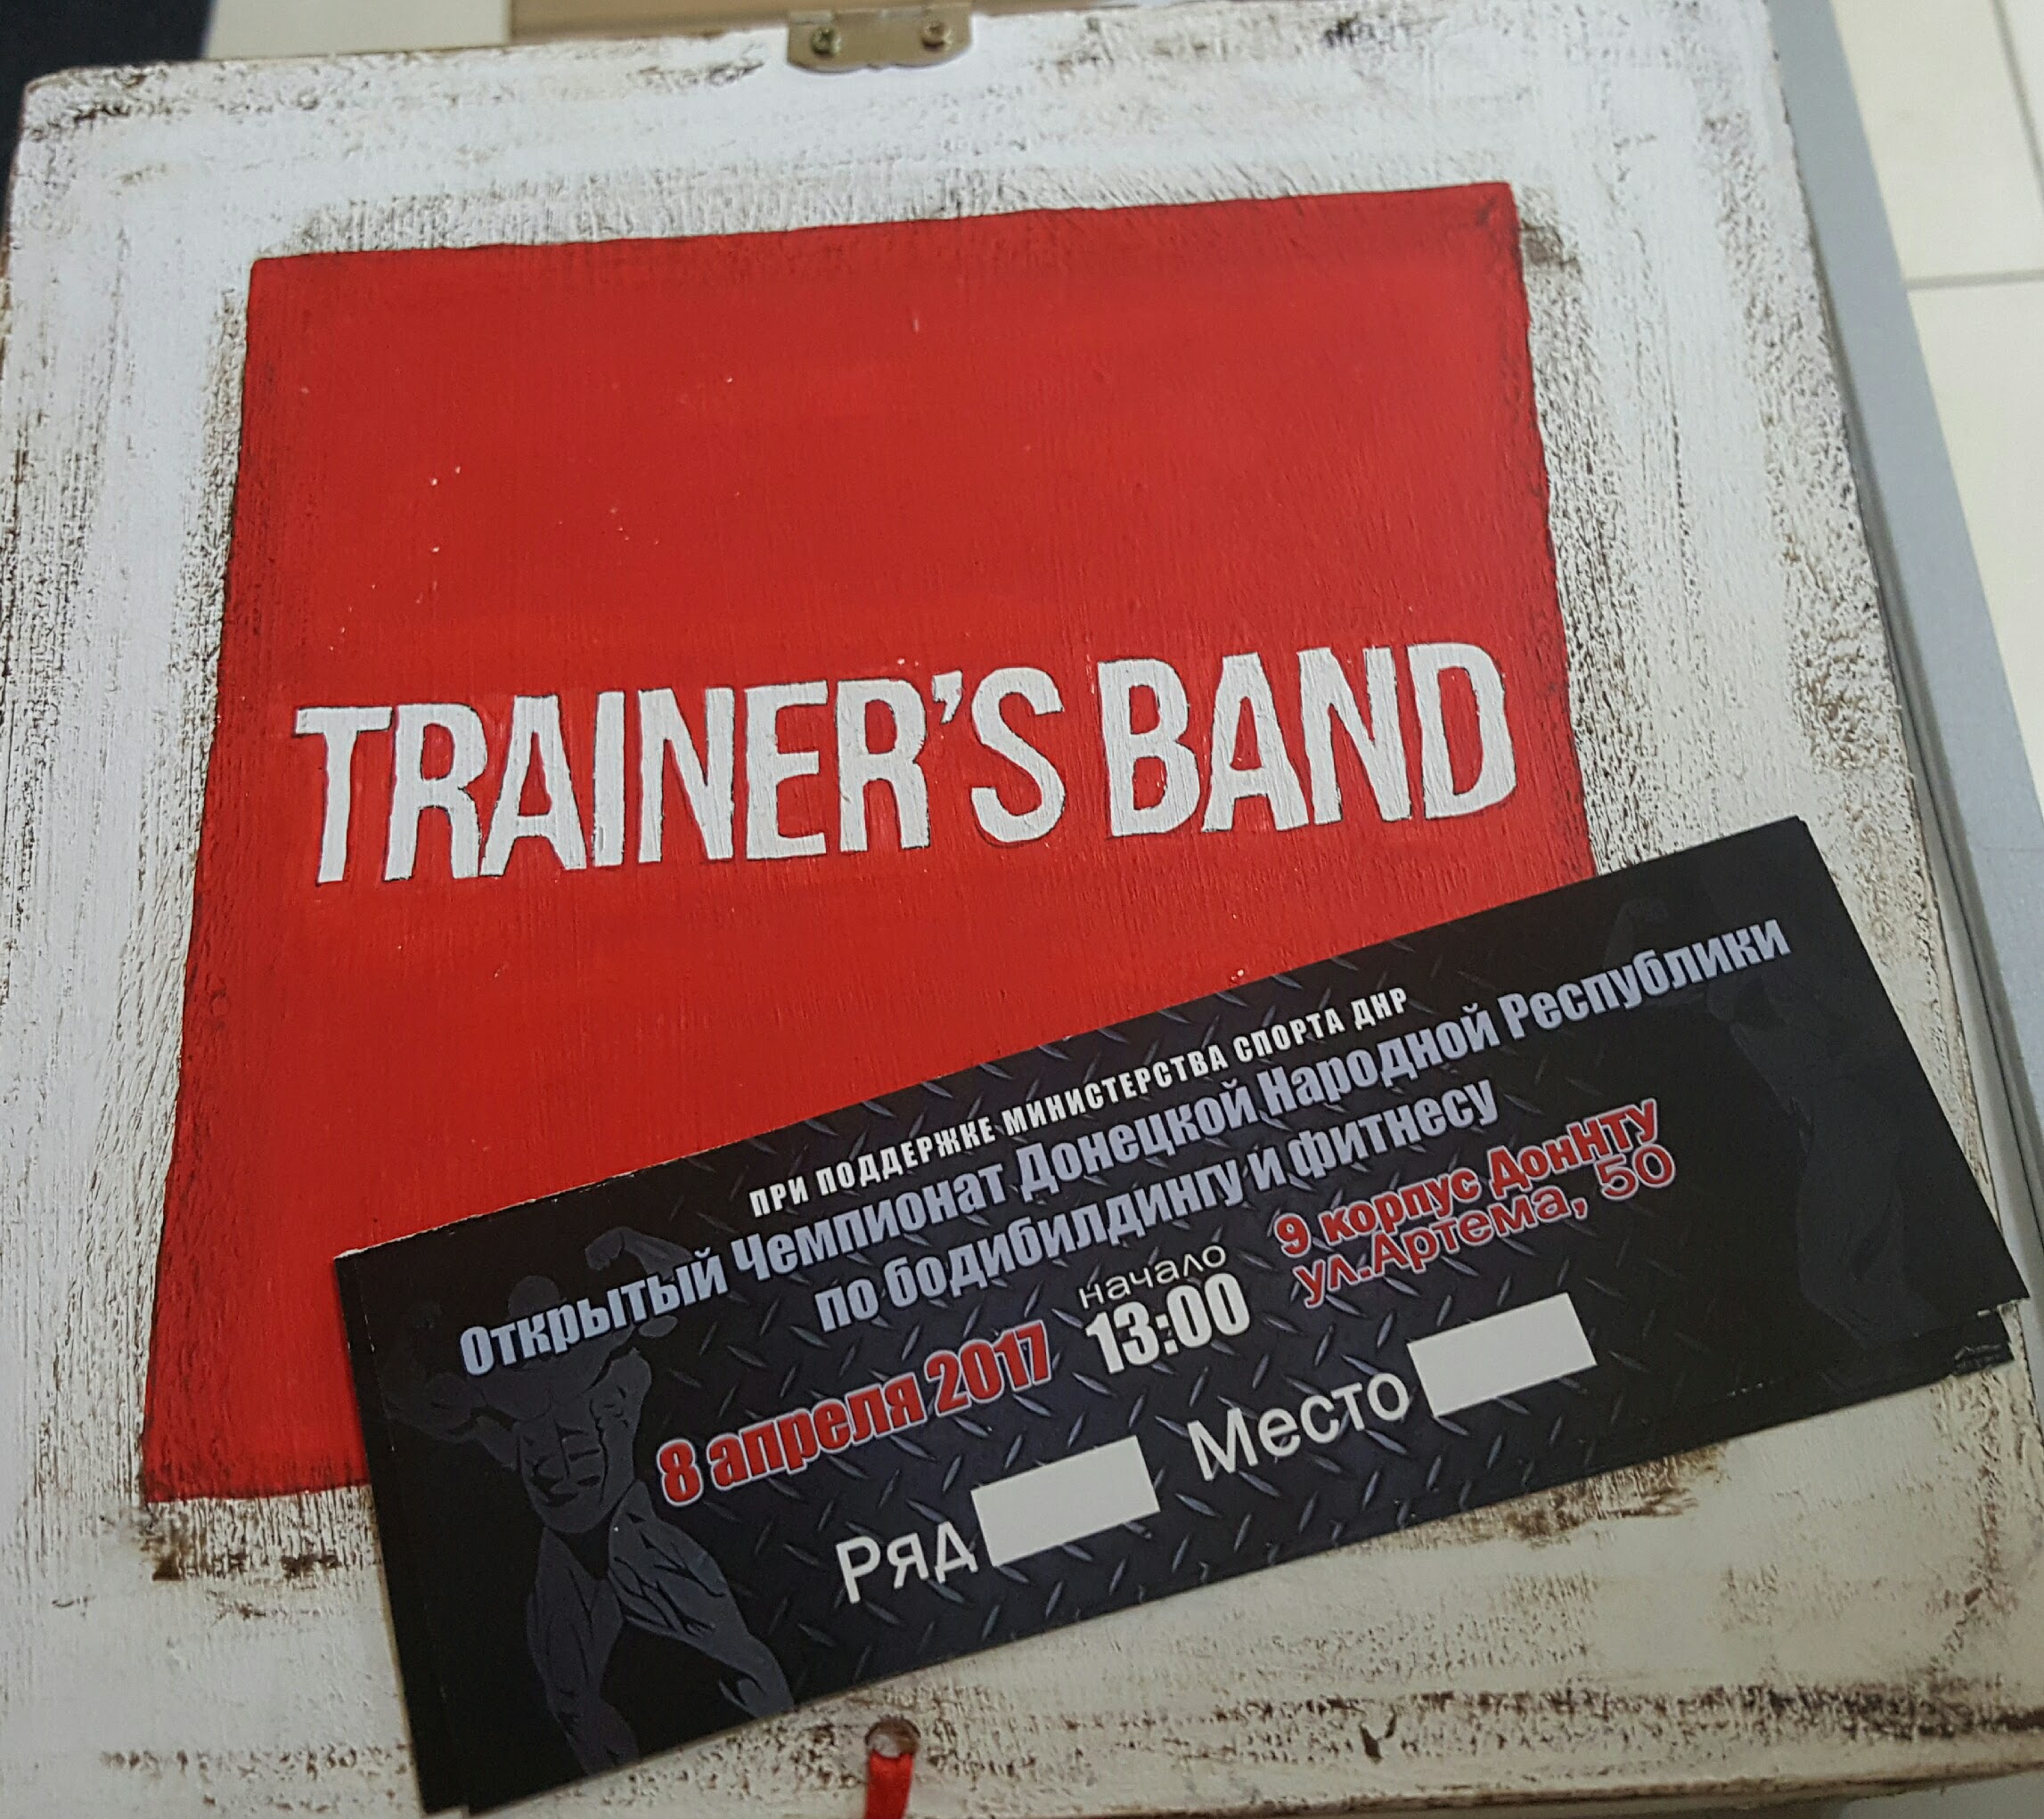 TRAINER'S BAND
ПРИ ПОДДЕРЖКЕ МИНИСТЕРСТВА СПОРТА ДНР
Открытый Чемпионат Донецкой Народной Республики
по бодибилдингу и фитнесу
8 апреля 2017
начало
13:00
9 корпус ДонНТУ
ул.Артема, 50
Ряд Место